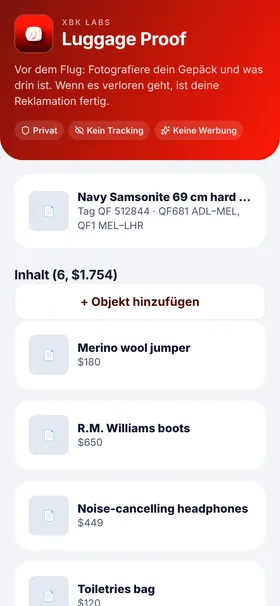 XBK LABS
Luggage Proof
Vor dem Flug: Fotografiere dein Gepäck und was
drin ist. Wenn es verloren geht, ist deine
Reklamation fertig.
Privat
Kein Tracking
Keine Werbung
Navy Samsonite 69 cm hard ...
Tag QF 512844 · QF681 ADL–MEL,
QF1 MEL–LHR
Inhalt (6, $1.754)
+ Objekt hinzufügen
Merino wool jumper
$180
R.M. Williams boots
$650
Noise-cancelling headphones
$449
Toiletries bag
$120